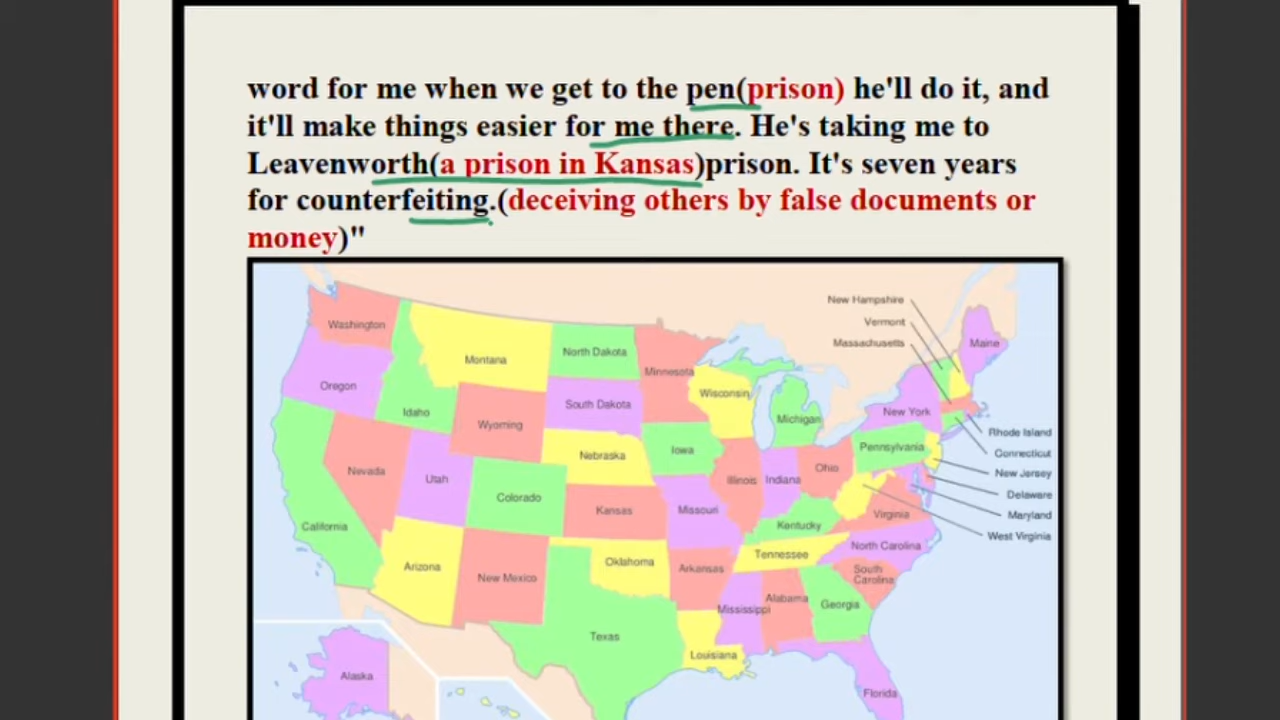 word for me when we get to the pen(prison) he'll do it, and
it'll make things easier for me there. He's taking me to
Leavenworth(a prison in Kansas)prison. It's seven years
for counterfeiting.(deceiving others by false documents or
money)"
New Hampshire
Vermont
Massachusetts
Washington
Montana
North Dakota
Minnesota
Maine
Oregon
Idaho
Wyoming
South Dakota
Wisconsin
Michigan
New York
Rhode Island
Connecticut
New Jersey
Delaware
Maryland
West Virginia
Nevada
Utah
Colorado
Nebraska
Iowa
Illinois
Indiana
Ohio
Pennsylvania
California
Kansas
Missouri
Kentucky
Virginia
Arizona
New Mexico
Oklahoma
Arkansas
Tennessee
North Carolina
South
Carolina
Texas
Louisiana
Mississippi
Alabama
Georgia
Alaska
Florida